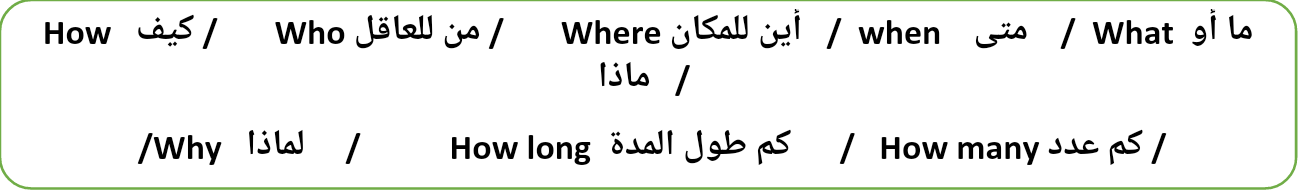 How كيف / Who من للعاقل / Where أين للمكان / when متى / What ما أو
ماذا /
/Why لماذا / How long كم طول المدة / How many كم عدد /